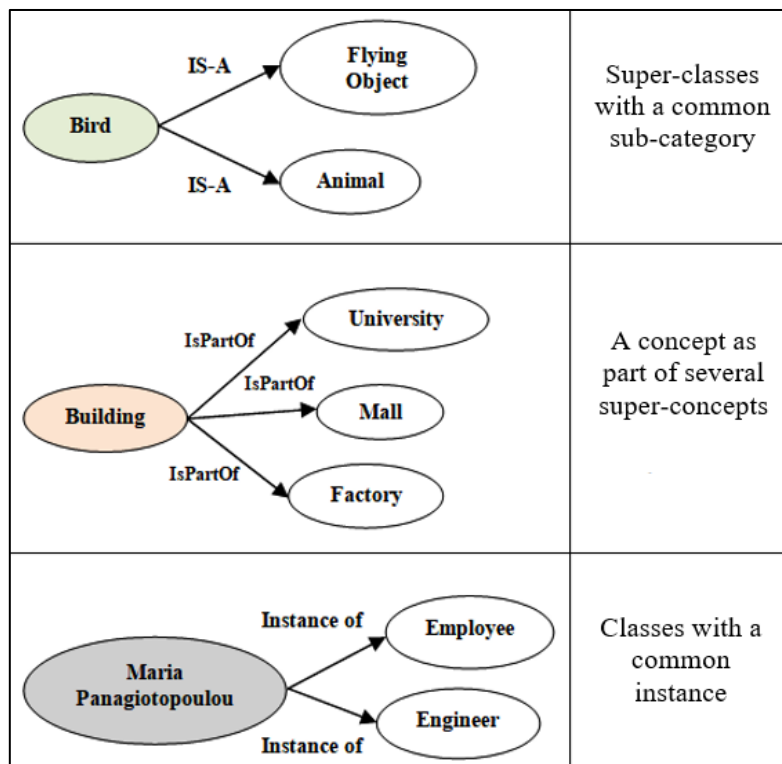 IS-A
Flying
Object
Bird
IS-A
Animal
Super-classes
with a common
sub-category
IsPartOf
University
IsPartOf
Building
Mall
IsPartOf
Factory
A concept as
part of several
super-concepts
Instance of
Employee
Maria
Panagiotopoulou
Engineer
Instance of
Classes with a
common
instance